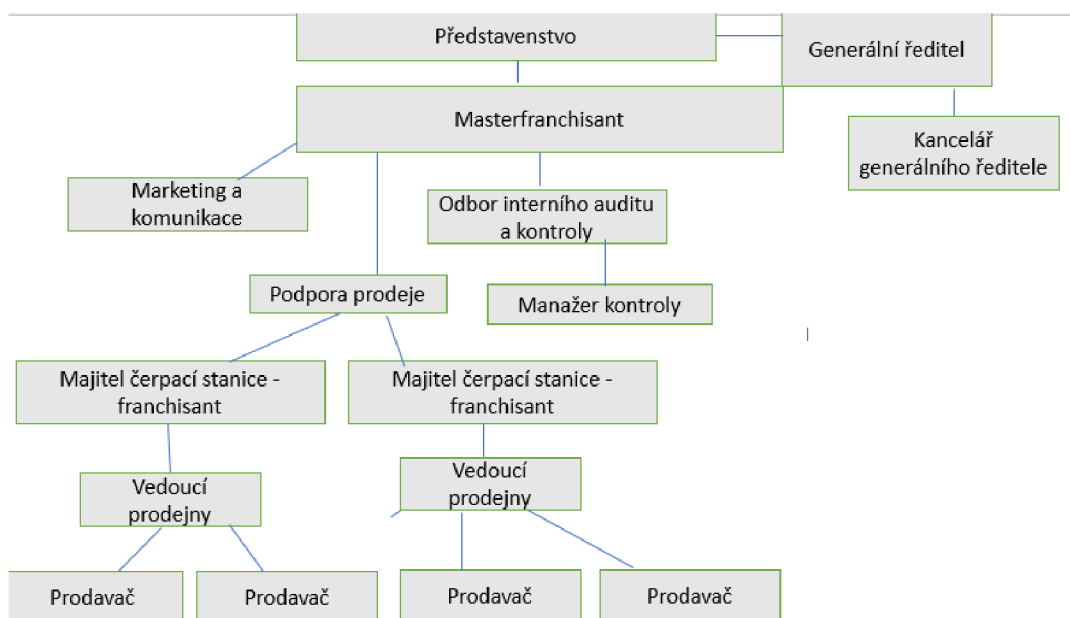 Představenstvo
Generální ředitel
Masterfranchisant
Kancelář
generálního ředitele
Marketing a
komunikace
Odbor interního auditu
a kontroly
Podpora prodeje
Manažer kontroly
Majitel čerpací stanice -
franchisant
Majitel čerpací stanice -
franchisant
Vedoucí
prodejny
Vedoucí
prodejny
Prodavač
Prodavač
Prodavač
Prodavač